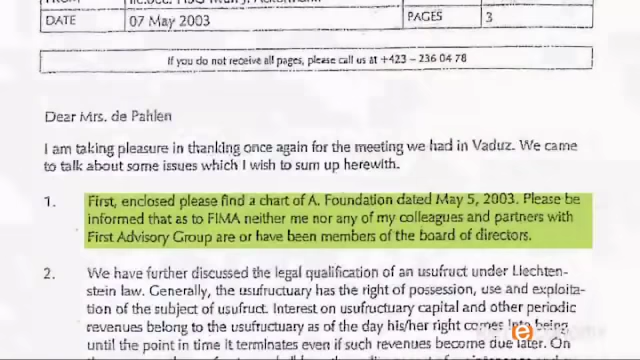 DATE 07 May 2003 PAGES 3
If you do not receive all pages, please call us at +423 – 236 04 78
Dear Mrs. de Pahlen
I am taking pleasure in thanking once again for the meeting we had in Vaduz. We came
to talk about some issues which I wish to sum up herewith.
1. First, enclosed please find a chart of A. Foundation dated May 5, 2003. Please be
informed that as to FIMA neither me nor any of my colleagues and partners with
First Advisory Group are or have been members of the board of directors.
2. We have further discussed the legal qualification of an usufruct under Liechten-
stein law. Generally, the usufructuary has the right of possession, use and exploita-
tion of the subject of usufruct. Interest on usufructuary capital and other periodic
revenues belong to the usufructuary as of the day his/her right comes into being
until the point in time it terminates even if such revenues become due later. On